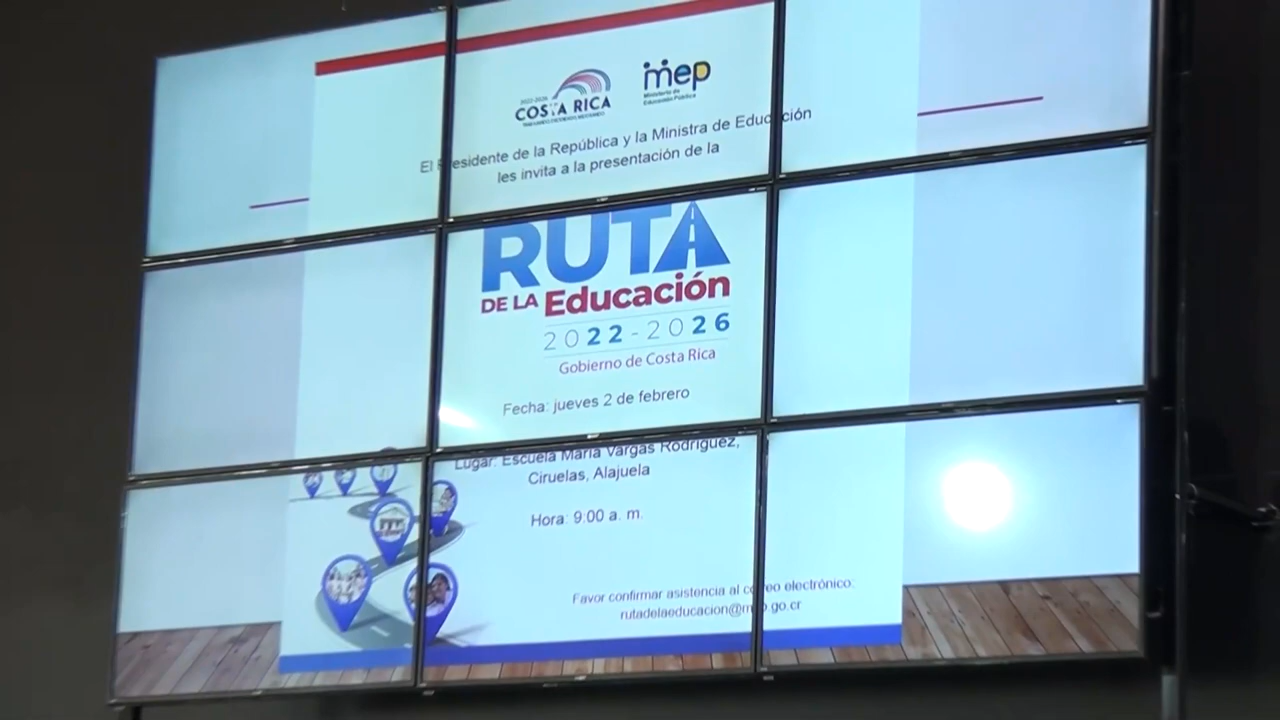 2022-2026
COSTA RICA
mep
Ministerio de
Educación Pública
El Presidente de la República y la Ministra de Educación
les invita a la presentación de la
RUTA
DE LA Educación
2022-2026
Gobierno de Costa Rica
Fecha: jueves 2 de febrero
Lugar: Escuela María Vargas Rodríguez,
Ciruelas, Alajuela
Hora: 9:00 a. m.
Favor confirmar asistencia al correo electrónico:
rutadelaeducacion@mep.go.cr